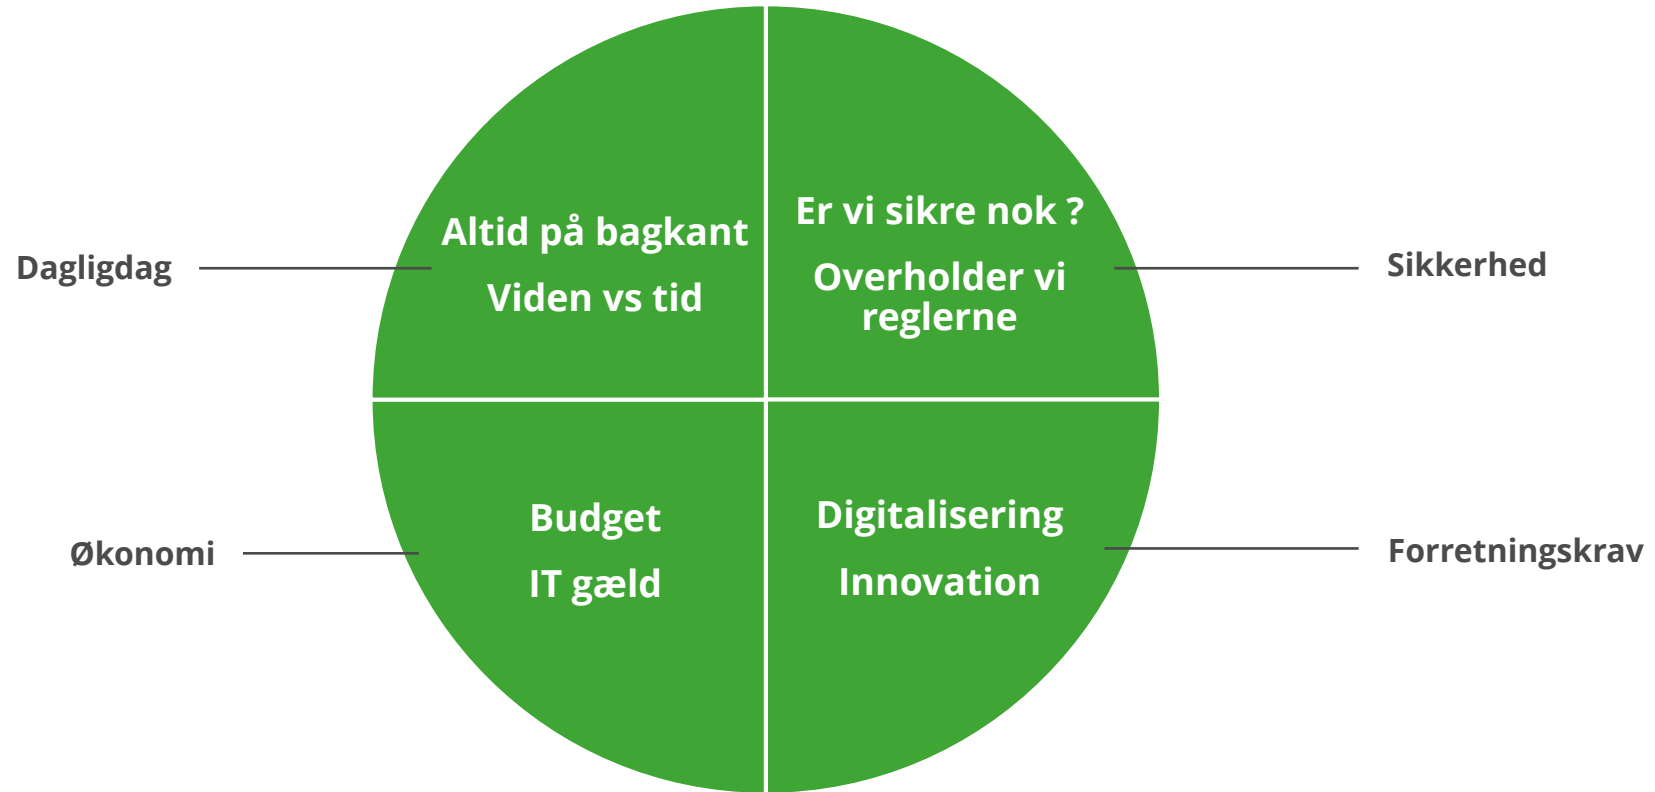 Dagligdag
Altid på bagkant
Viden vs tid
Er vi sikre nok ?
Overholder vi
reglerne
Sikkerhed
Økonomi
Budget
IT gæld
Digitalisering
Innovation
Forretningskrav